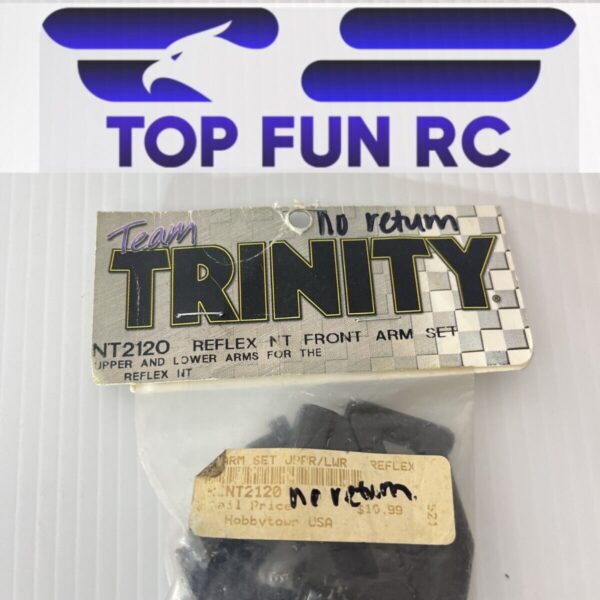 TOP FUN RC
no return
Team
TRINITY
NT2120 REFLEX NT FRONT ARM SET
UPPER AND LOWER ARMS FOR THE
REFLEX NT
ARM SET UPPR/LWR REFLEX
NT2120 no return.
Price $10.99
Hobbytown USA
521